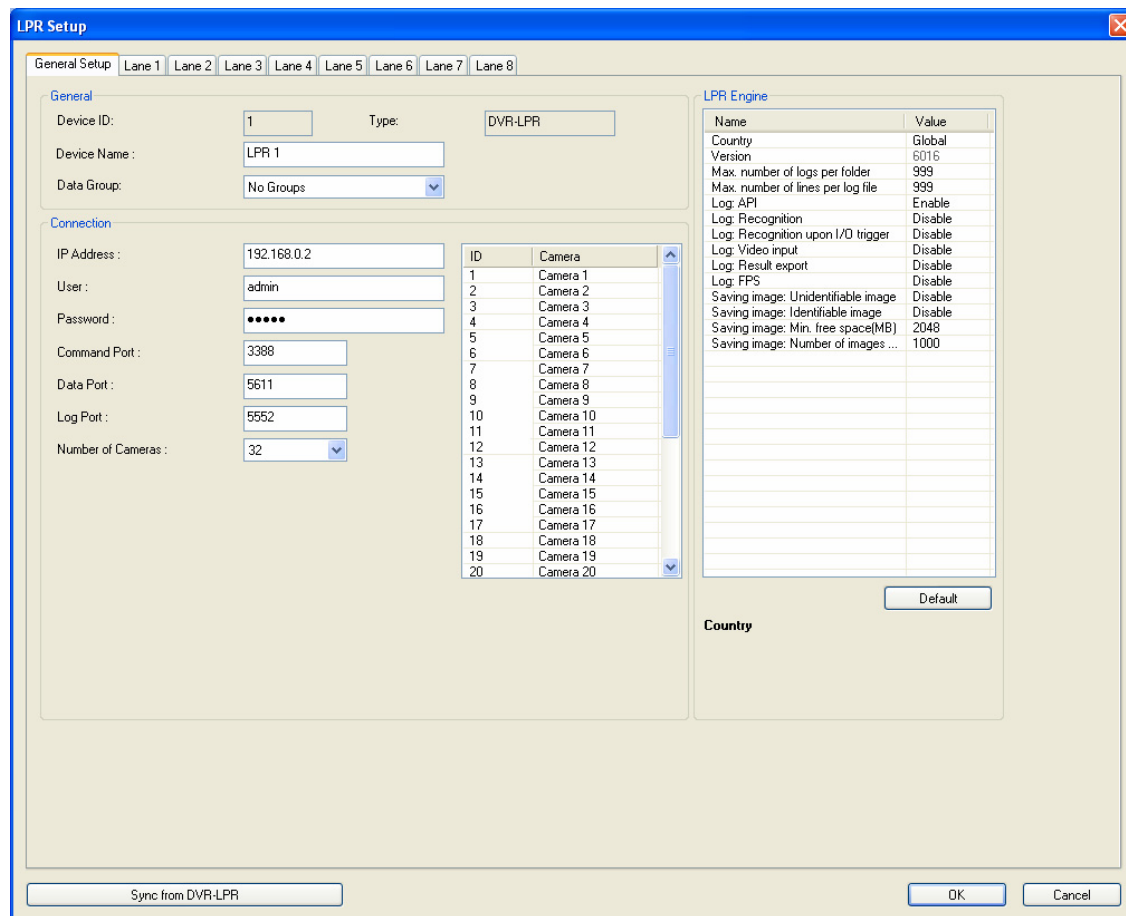 LPR Setup
General Setup Lane 1 Lane 2 Lane 3 Lane 4 Lane 5 Lane 6 Lane 7 Lane 8
General
Device ID: 1 Type: DVR-LPR
Device Name : LPR 1
Data Group: No Groups
Connection
IP Address : 192.168.0.2
User : admin
Password : •••••
Command Port : 3388
Data Port : 5611
Log Port : 5552
Number of Cameras : 32
ID Camera
1 Camera 1
2 Camera 2
3 Camera 3
4 Camera 4
5 Camera 5
6 Camera 6
7 Camera 7
8 Camera 8
9 Camera 9
10 Camera 10
11 Camera 11
12 Camera 12
13 Camera 13
14 Camera 14
15 Camera 15
16 Camera 16
17 Camera 17
18 Camera 18
19 Camera 19
20 Camera 20
LPR Engine
Name Value
Country Global
Version 6016
Max. number of logs per folder 999
Max. number of lines per log file 999
Log: API Enable
Log: Recognition Disable
Log: Recognition upon I/O trigger Disable
Log: Video input Disable
Log: Result export Disable
Log: FPS Disable
Saving image: Unidentifiable image Disable
Saving image: Identifiable image Disable
Saving image: Min. free space(MB) 2048
Saving image: Number of images ... 1000
Default
Country
Sync from DVR-LPR OK Cancel